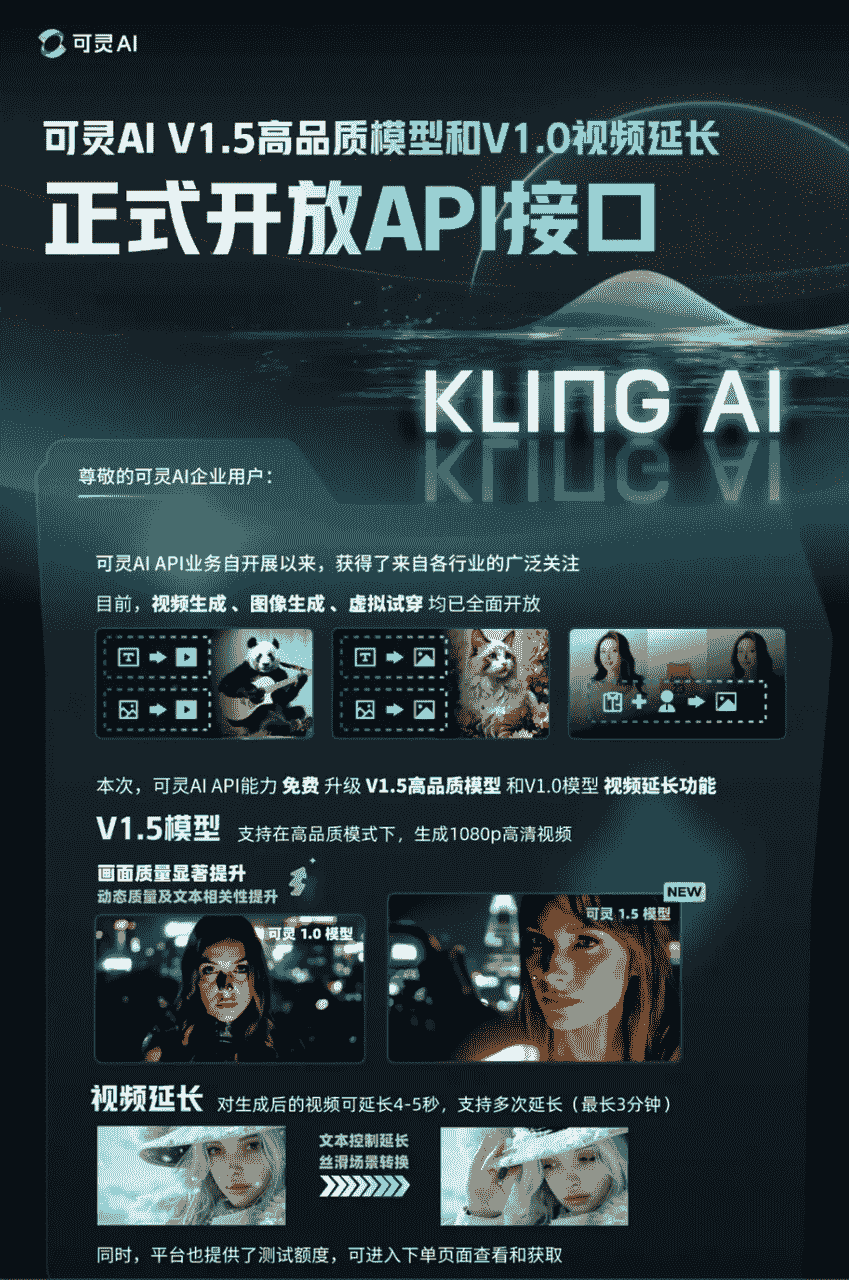 可灵AI
可灵AI V1.5高品质模型和V1.0视频延长
正式开放API接口
KLING AI
尊敬的可灵AI企业用户：
可灵AI API业务自开展以来，获得了来自各行业的广泛关注
目前，视频生成、图像生成、虚拟试穿 均已全面开放
本次，可灵AI API能力 免费 升级 V1.5高品质模型 和V1.0模型 视频延长功能
V1.5模型 支持在高品质模式下，生成1080p高清视频
画面质量显著提升
动态质量及文本相关性提升
NEW
可灵 1.0 模型
可灵 1.5 模型
视频延长 对生成后的视频可延长4-5秒，支持多次延长（最长3分钟）
文本控制延长
丝滑场景转换
同时，平台也提供了测试额度，可进入下单页面查看和获取